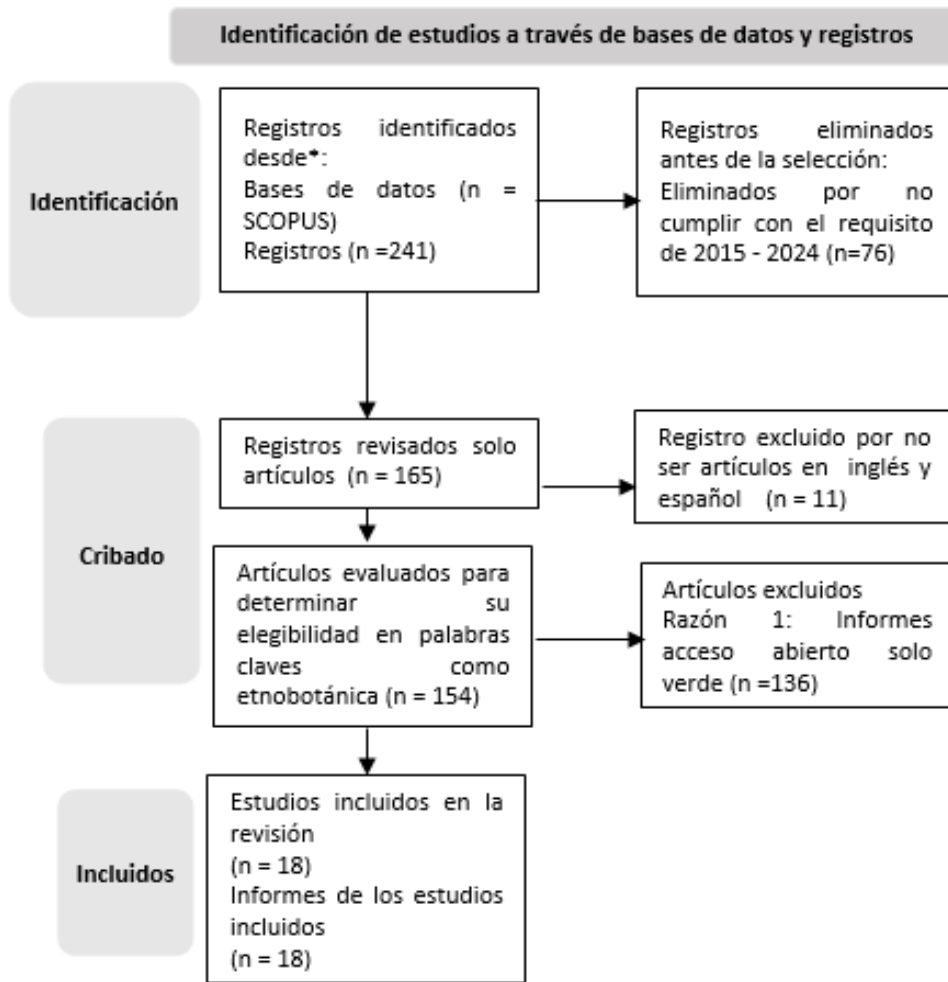 Identificación de estudios a través de bases de datos y registros
Identificación
Registros identificados
desde*:
Bases de datos (n =
SCOPUS)
Registros (n =241)
Registros eliminados
antes de la selección:
Eliminados por no
cumplir con el requisito
de 2015 - 2024 (n=76)
Cribado
Registros revisados solo
artículos (n = 165)
Registro excluido por no
ser artículos en inglés y
español (n = 11)
Artículos evaluados para
determinar su
elegibilidad en palabras
claves como
etnobotánica (n = 154)
Artículos excluidos
Razón 1: Informes
acceso abierto solo
verde (n =136)
Incluidos
Estudios incluidos en la
revisión
(n = 18)
Informes de los estudios
incluidos
(n = 18)